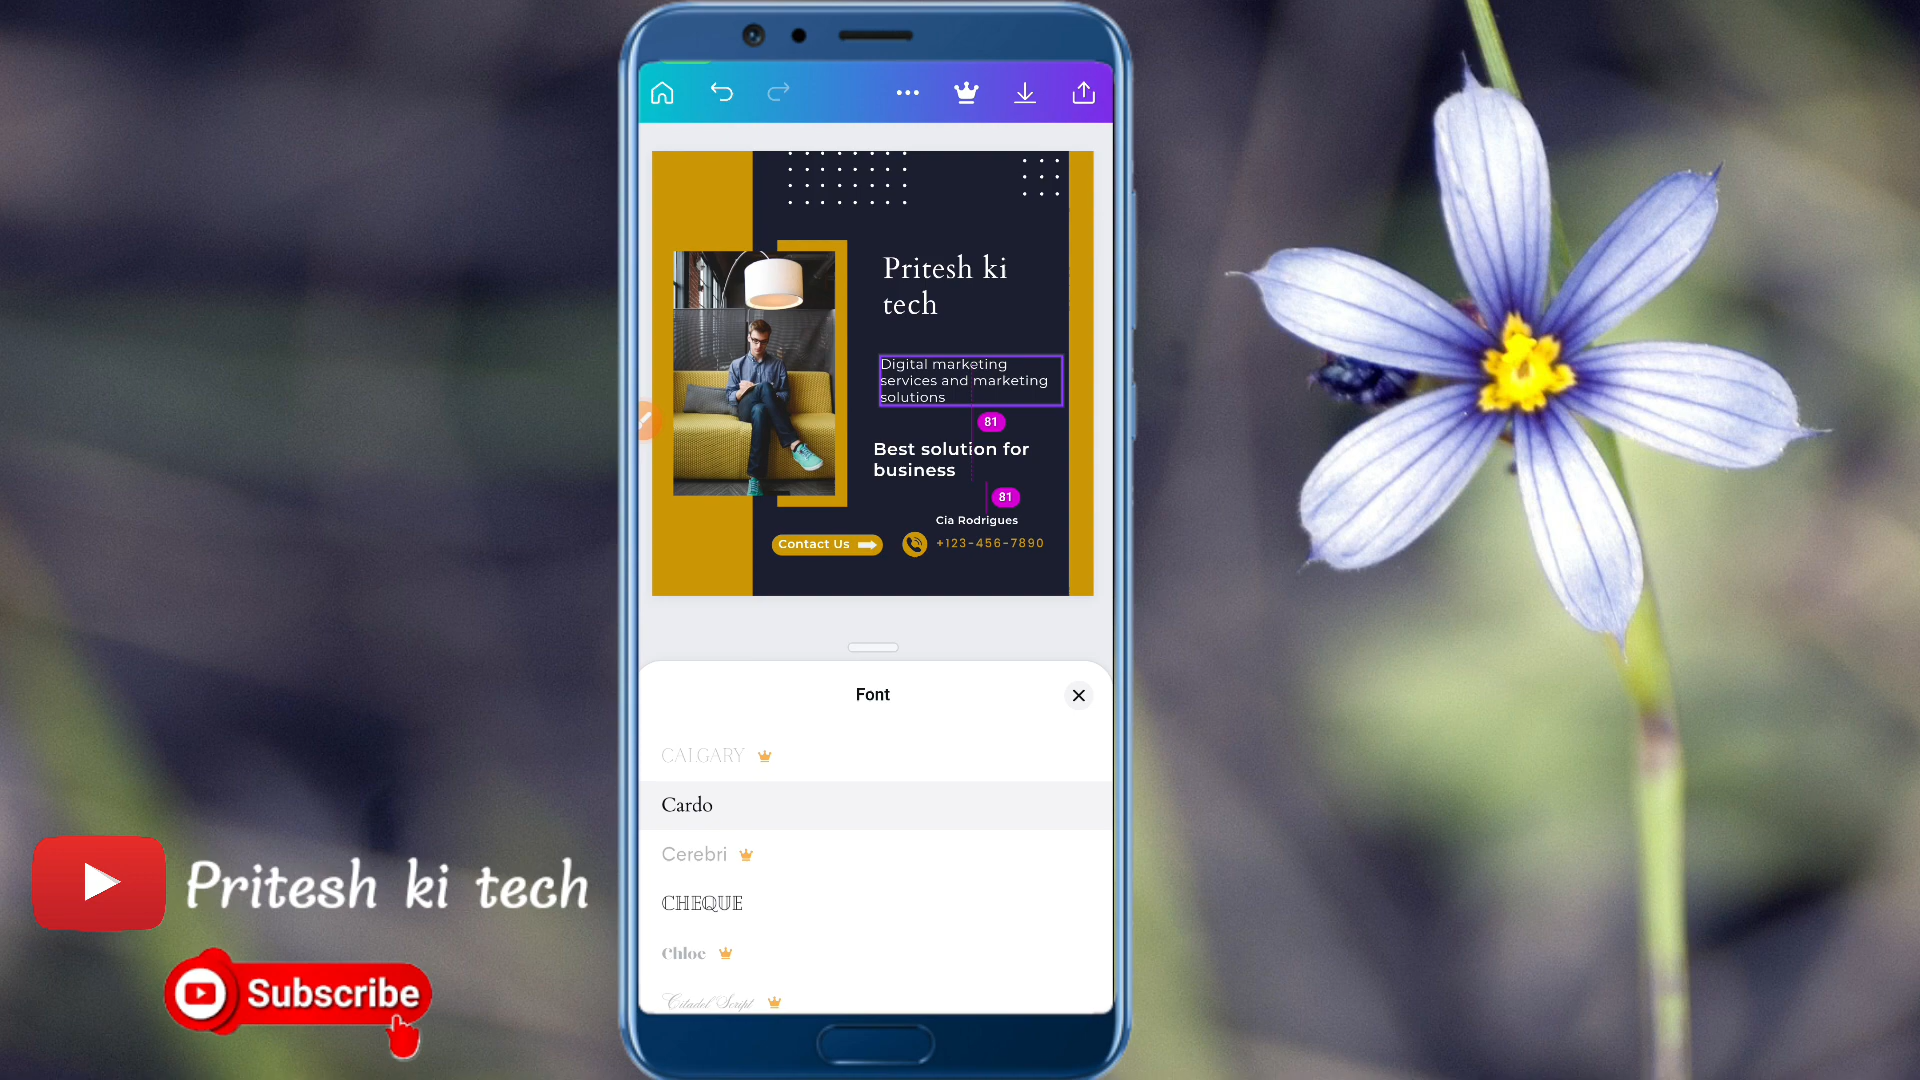 Pritesh ki
tech
Digital marketing
services and marketing
solutions
81
Best solution for
business
81
Cia Rodrigues
Contact Us
+123-456-7890
Font
CALGARY
Cardo
Cerebri
CHEQUE
Chloe
Citadel Script
Pritesh ki tech
Subscribe